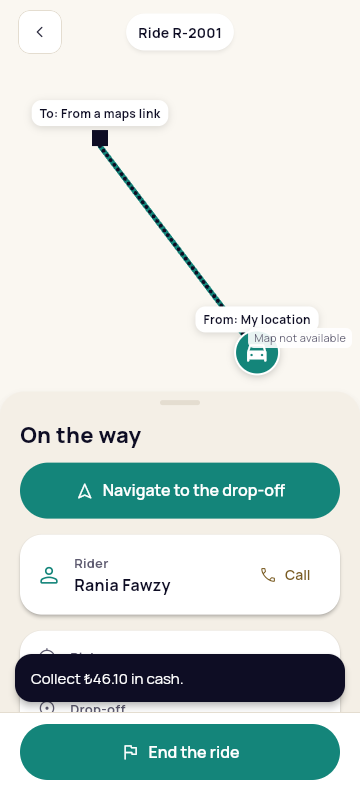 Ride R-2001
To: From a maps link
From: My location
Map not available
On the way
Navigate to the drop-off
Rider
Rania Fawzy
Call
Collect ₺46.10 in cash.
Drop-off
End the ride